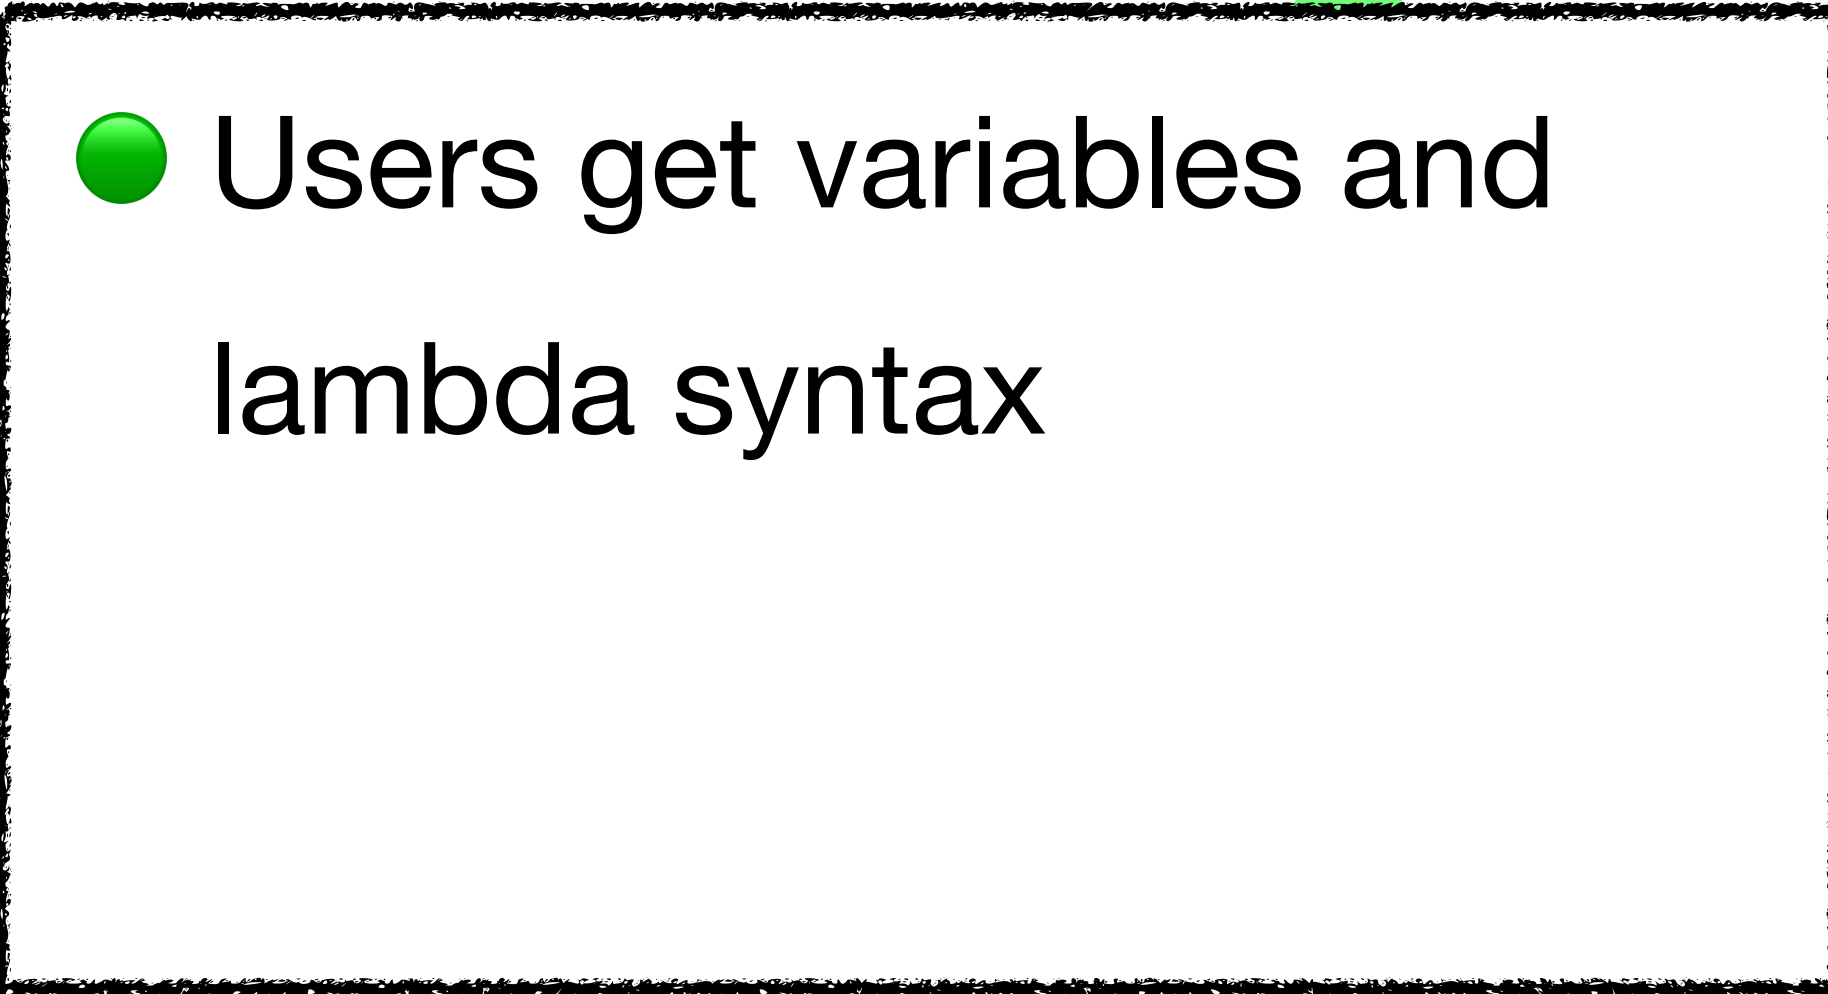 🟢 Users get variables and
lambda syntax